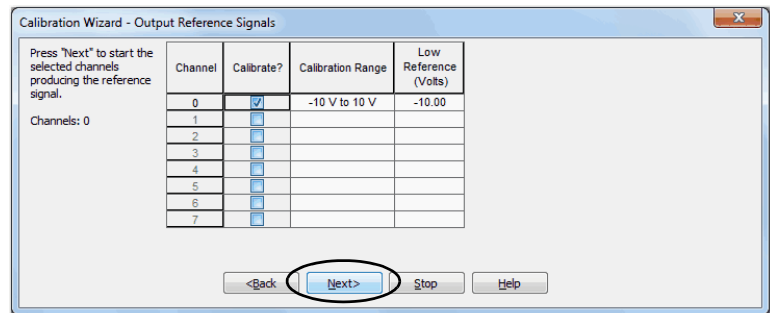 Calibration Wizard - Output Reference Signals
Press "Next" to start the
selected channels
producing the reference
signal.
Channels: 0
Channel Calibrate? Calibration Range Low Reference (Volts)
0 -10 V to 10 V -10.00
1
2
3
4
5
6
7
<Back Next> Stop Help